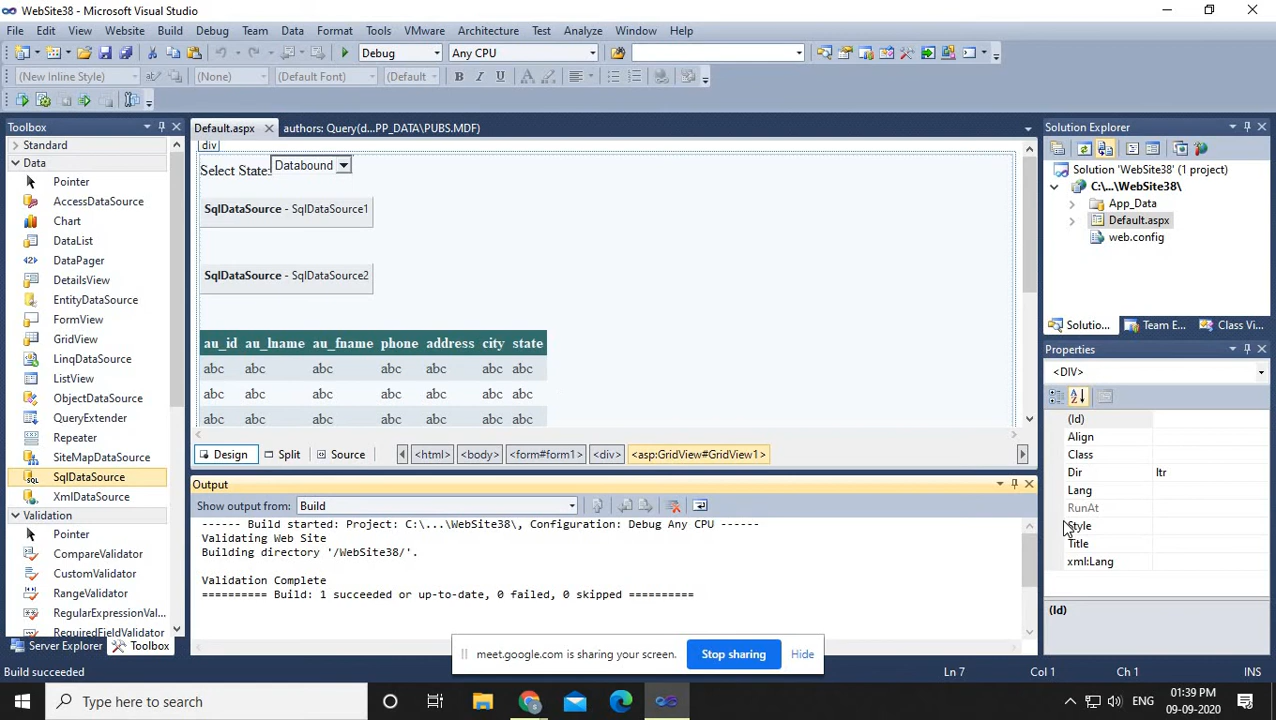 WebSite38 - Microsoft Visual Studio
File Edit View Website Build Debug Team Data Format Tools VMware Architecture Test Analyze Window Help
Debug Any CPU
(New Inline Style) (None) (Default Font) (Default
Toolbox
Standard
Data
Pointer
AccessDataSource
Chart
DataList
DataPager
DetailsView
EntityDataSource
FormView
GridView
LinqDataSource
ListView
ObjectDataSource
QueryExtender
Repeater
SiteMapDataSource
SqlDataSource
XmlDataSource
Validation
Pointer
CompareValidator
CustomValidator
RangeValidator
RegularExpressionVal...
RequiredFieldValidator
Server Explorer Toolbox
Default.aspx authors: Query(d...PP_DATA\PUBS.MDF)
div
Select State: Databound
SqlDataSource - SqlDataSource1
SqlDataSource - SqlDataSource2
au_id au_lname au_fname phone address city state
abc abc abc abc abc abc abc
abc abc abc abc abc abc abc
abc abc abc abc abc abc abc
Design Split Source <html> <body> <form#form1> <div> <asp:GridView#GridView1>
Output
Show output from: Build
------ Build started: Project: C:\...\WebSite38\, Configuration: Debug Any CPU ------
Validating Web Site
Building directory '/WebSite38/'.
Validation Complete
========== Build: 1 succeeded or up-to-date, 0 failed, 0 skipped ==========
Solution Explorer
Solution 'WebSite38' (1 project)
C:\...\WebSite38\
App_Data
Default.aspx
web.config
Solutio... Team E... Class Vi...
Properties
<DIV>
(Id)
Align
Class
Dir ltr
Lang
RunAt
Style
Title
xml:Lang
(Id)
meet.google.com is sharing your screen. Stop sharing Hide
Build succeeded Ln 7 Col 1 Ch 1 INS
Type here to search
ENG
01:39 PM
09-09-2020